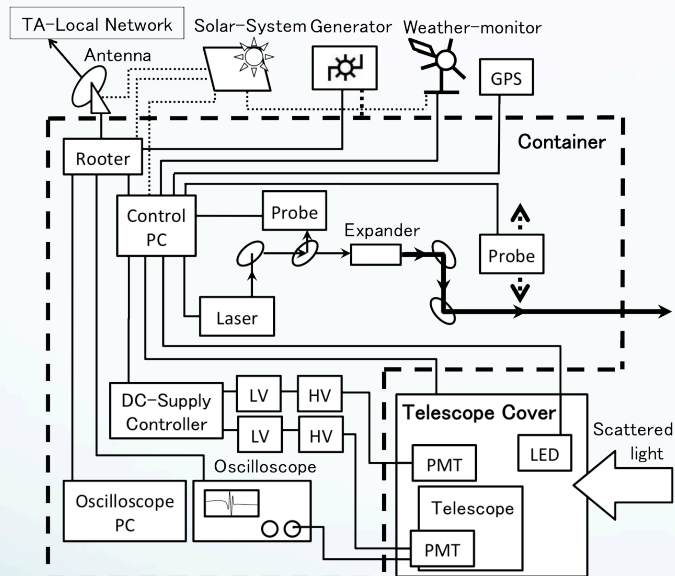 TA-Local Network
Solar-System
Generator
Weather-monitor
Antenna
GPS
Container
Rooter
Control
PC
Probe
Expander
Probe
Laser
DC-Supply
Controller
LV
HV
LV
HV
Telescope Cover
Scattered
light
LED
PMT
Oscilloscope
Oscilloscope
PC
Telescope
PMT